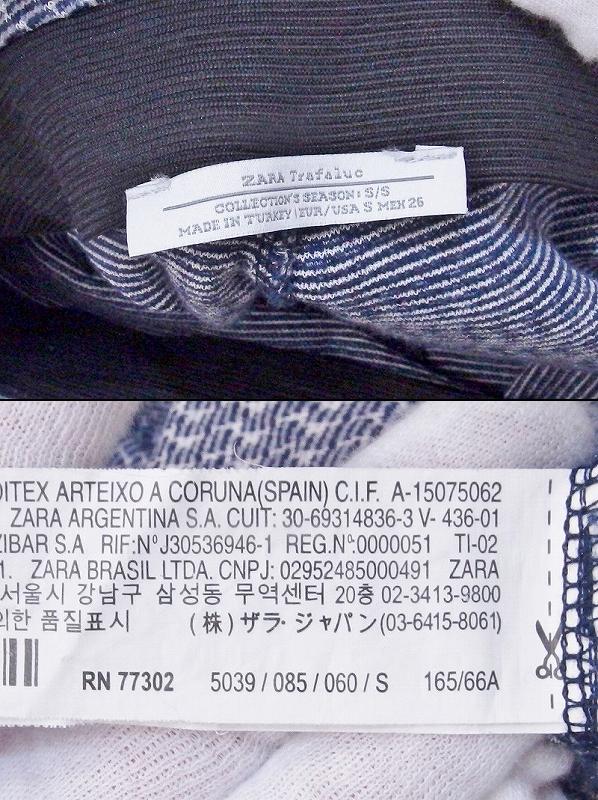 ZARA Trafaluc
COLLECTION'S SEASON: S/S
MADE IN TURKEY | EUR/USA S MEX 26
DITEX ARTEIXO A CORUNA(SPAIN) C.I.F. A-15075062
ZARA ARGENTINA S.A. CUIT: 30-69314836-3 V- 436-01
ZIBAR S.A RIF:Nº J30536946-1 REG.Nº.0000051 TI-02
1. ZARA BRASIL LTDA. CNPJ: 02952485000491 ZARA
서울시 강남구 삼성동 무역센터 20층 02-3413-9800
의한 품질표시 (株) ザラ・ジャパン(03-6415-8061)
RN 77302 5039 / 085 / 060 / S 165/66A